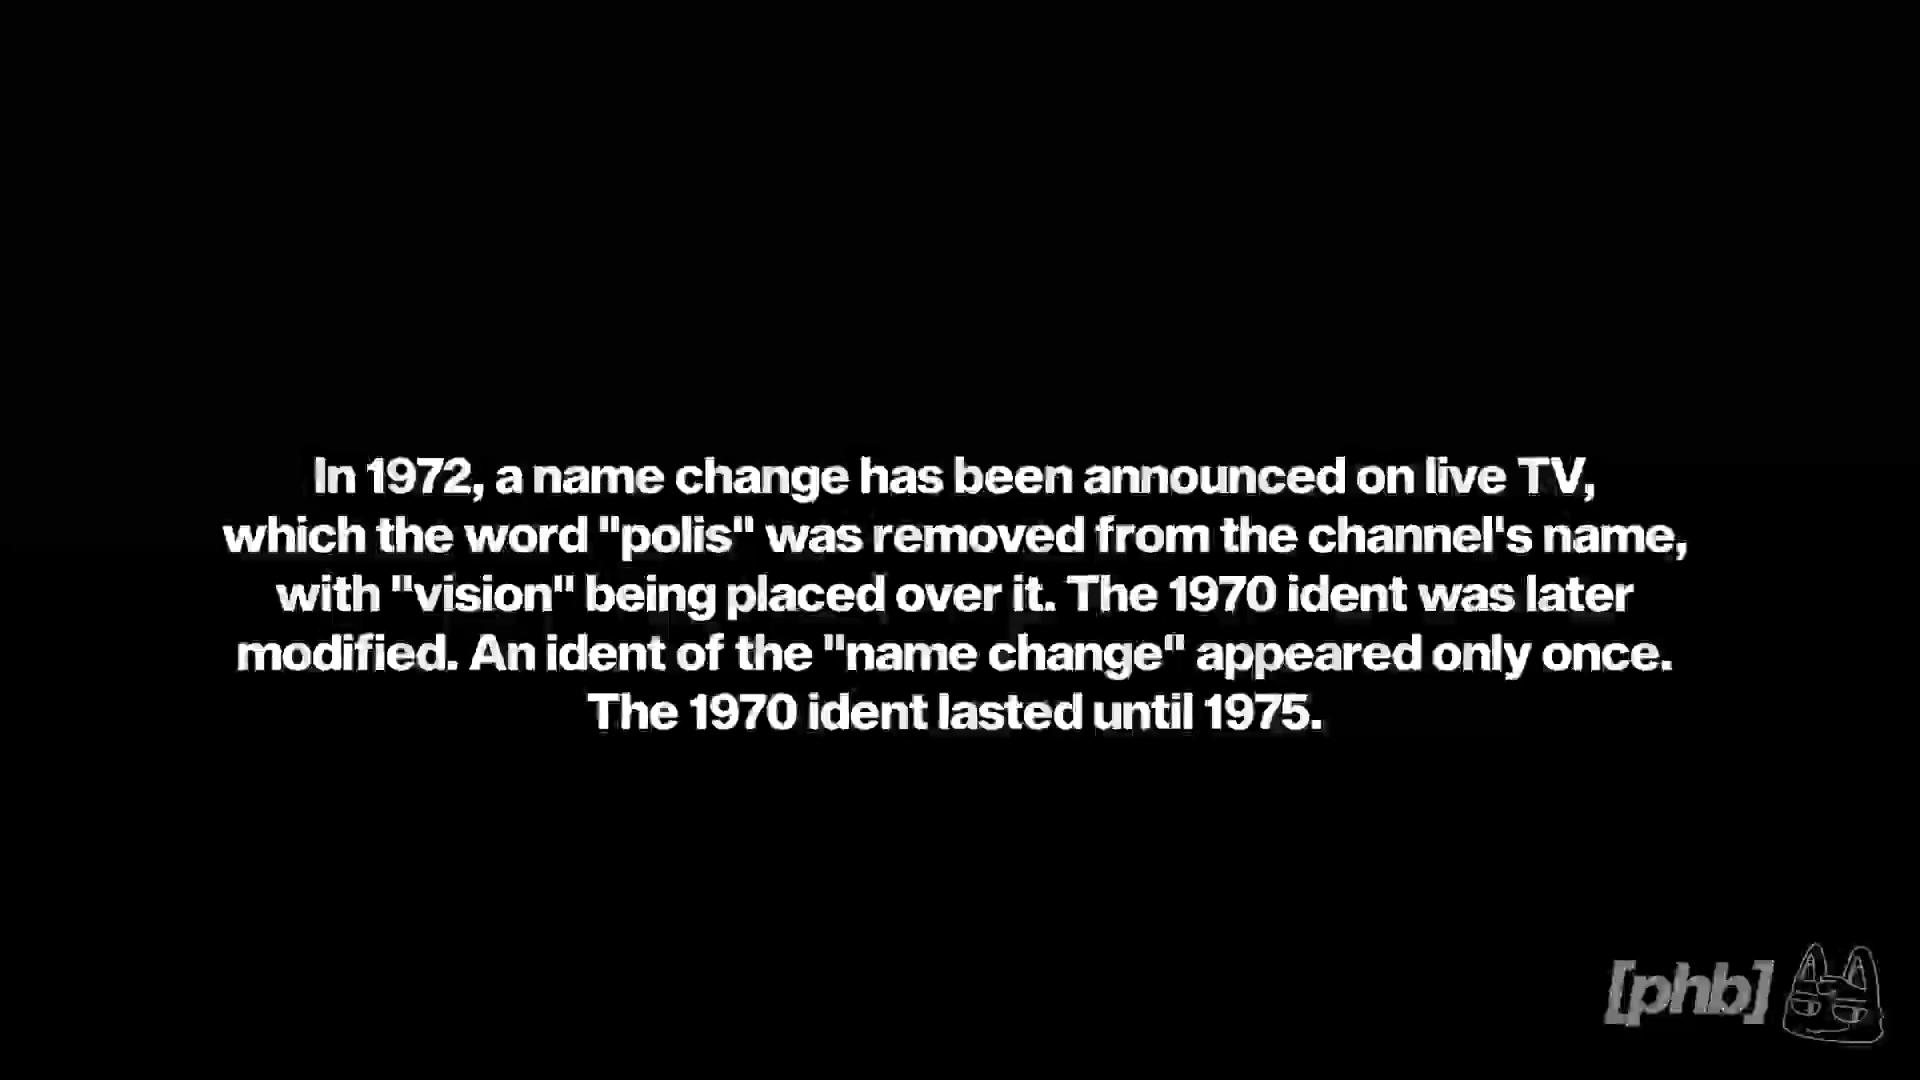 In 1972, a name change has been announced on live TV,
which the word "polis" was removed from the channel's name,
with "vision" being placed over it. The 1970 ident was later
modified. An ident of the "name change" appeared only once.
The 1970 ident lasted until 1975.
[phb]